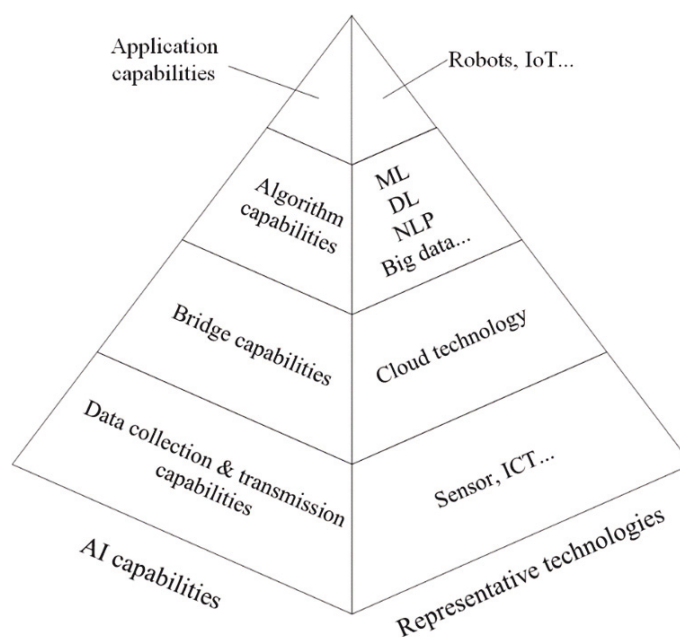 Application
capabilities
Robots, IoT...
Algorithm
capabilities
ML
DL
NLP
Big data...
Bridge capabilities
Cloud technology
Data collection & transmission
capabilities
Sensor, ICT...
AI capabilities
Representative technologies